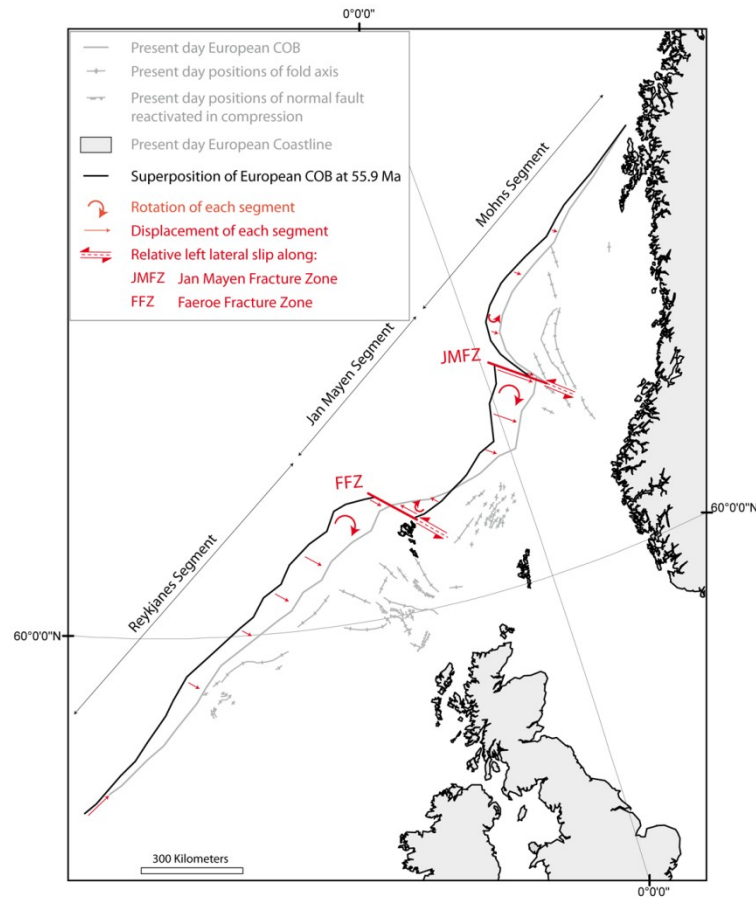 0°0'0"
Present day European COB
Present day positions of fold axis
Present day positions of normal fault
reactivated in compression
Present day European Coastline
Superposition of European COB at 55.9 Ma
Rotation of each segment
Displacement of each segment
Relative left lateral slip along:
JMFZ Jan Mayen Fracture Zone
FFZ Faeroe Fracture Zone
Mohns Segment
Jan Mayen Segment
JMFZ
FFZ
60°0'0"N
Reykjanes Segment
60°0'0"N
300 Kilometers
0°0'0"